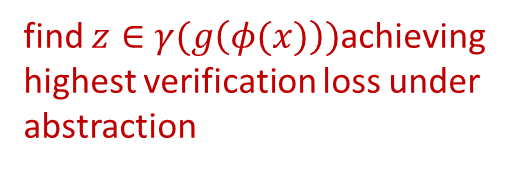 find z ∈ γ(g(ϕ(x)))achieving
highest verification loss under
abstraction